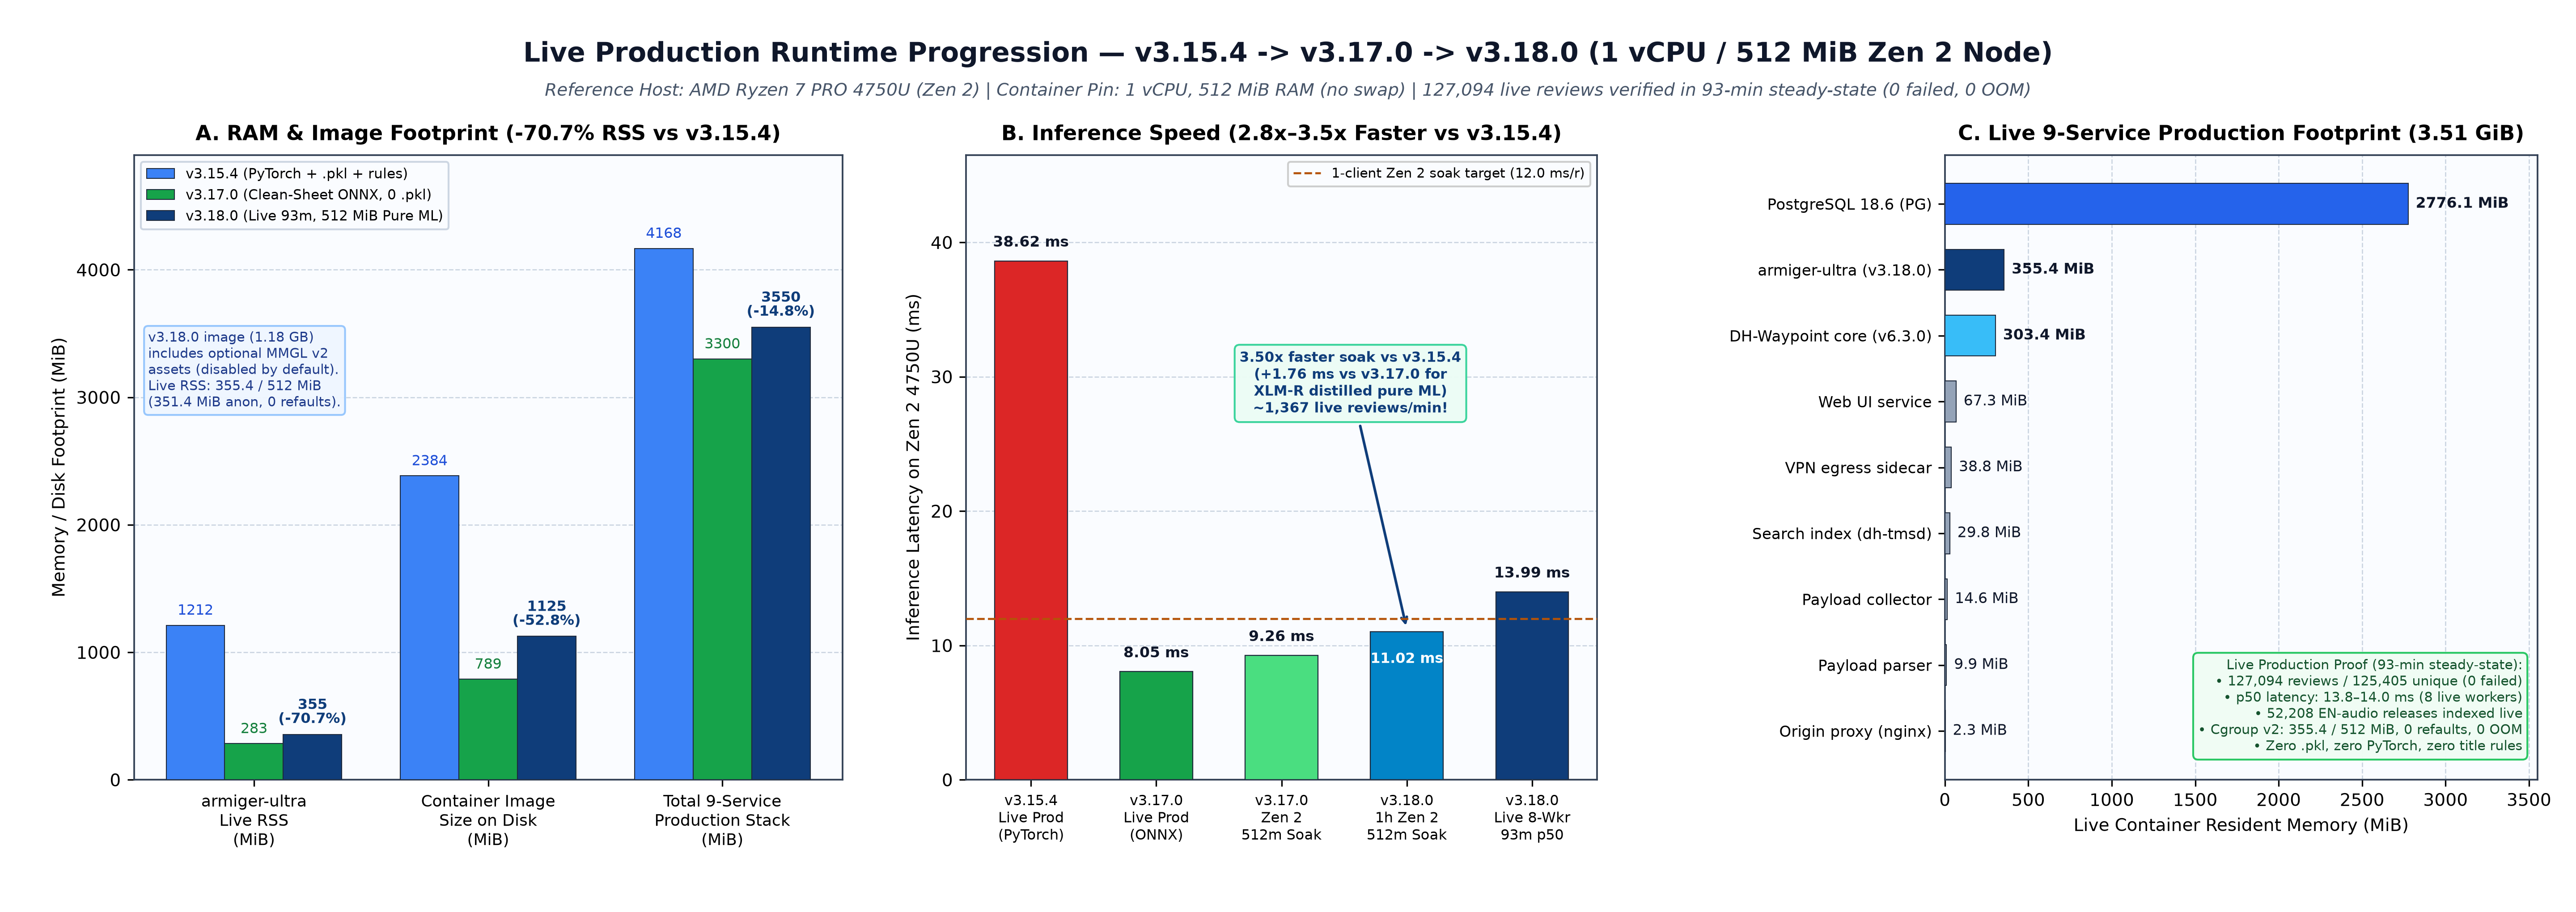 Live Production Runtime Progression — v3.15.4 -> v3.17.0 -> v3.18.0 (1 vCPU / 512 MiB Zen 2 Node)
Reference Host: AMD Ryzen 7 PRO 4750U (Zen 2) | Container Pin: 1 vCPU, 512 MiB RAM (no swap) | 127,094 live reviews verified in 93-min steady-state (0 failed, 0 OOM)
A. RAM & Image Footprint (-70.7% RSS vs v3.15.4)
v3.15.4 (PyTorch + .pkl + rules)
v3.17.0 (Clean-Sheet ONNX, 0 .pkl)
v3.18.0 (Live 93m, 512 MiB Pure ML)
v3.18.0 image (1.18 GB)
includes optional MMGL v2
assets (disabled by default).
Live RSS: 355.4 / 512 MiB
(351.4 MiB anon, 0 refaults).
Memory / Disk Footprint (MiB)
4000
3000
2000
1000
0
1212
283
355
(-70.7%)
2384
789
1125
(-52.8%)
4168
3300
3550
(-14.8%)
armiger-ultra
Live RSS
(MiB)
Container Image
Size on Disk
(MiB)
Total 9-Service
Production Stack
(MiB)
B. Inference Speed (2.8x–3.5x Faster vs v3.15.4)
1-client Zen 2 soak target (12.0 ms/r)
Inference Latency on Zen 2 4750U (ms)
40
30
20
10
0
38.62 ms
8.05 ms
9.26 ms
11.02 ms
13.99 ms
3.50x faster soak vs v3.15.4
(+1.76 ms vs v3.17.0 for
XLM-R distilled pure ML)
~1,367 live reviews/min!
v3.15.4
Live Prod
(PyTorch)
v3.17.0
Live Prod
(ONNX)
v3.17.0
Zen 2
512m Soak
v3.18.0
1h Zen 2
512m Soak
v3.18.0
Live 8-Wkr
93m p50
C. Live 9-Service Production Footprint (3.51 GiB)
PostgreSQL 18.6 (PG)
2776.1 MiB
armiger-ultra (v3.18.0)
355.4 MiB
DH-Waypoint core (v6.3.0)
303.4 MiB
Web UI service
67.3 MiB
VPN egress sidecar
38.8 MiB
Search index (dh-tmsd)
29.8 MiB
Payload collector
14.6 MiB
Payload parser
9.9 MiB
Origin proxy (nginx)
2.3 MiB
Live Production Proof (93-min steady-state):
• 127,094 reviews / 125,405 unique (0 failed)
• p50 latency: 13.8–14.0 ms (8 live workers)
• 52,208 EN-audio releases indexed live
• Cgroup v2: 355.4 / 512 MiB, 0 refaults, 0 OOM
• Zero .pkl, zero PyTorch, zero title rules
0 500 1000 1500 2000 2500 3000 3500
Live Container Resident Memory (MiB)